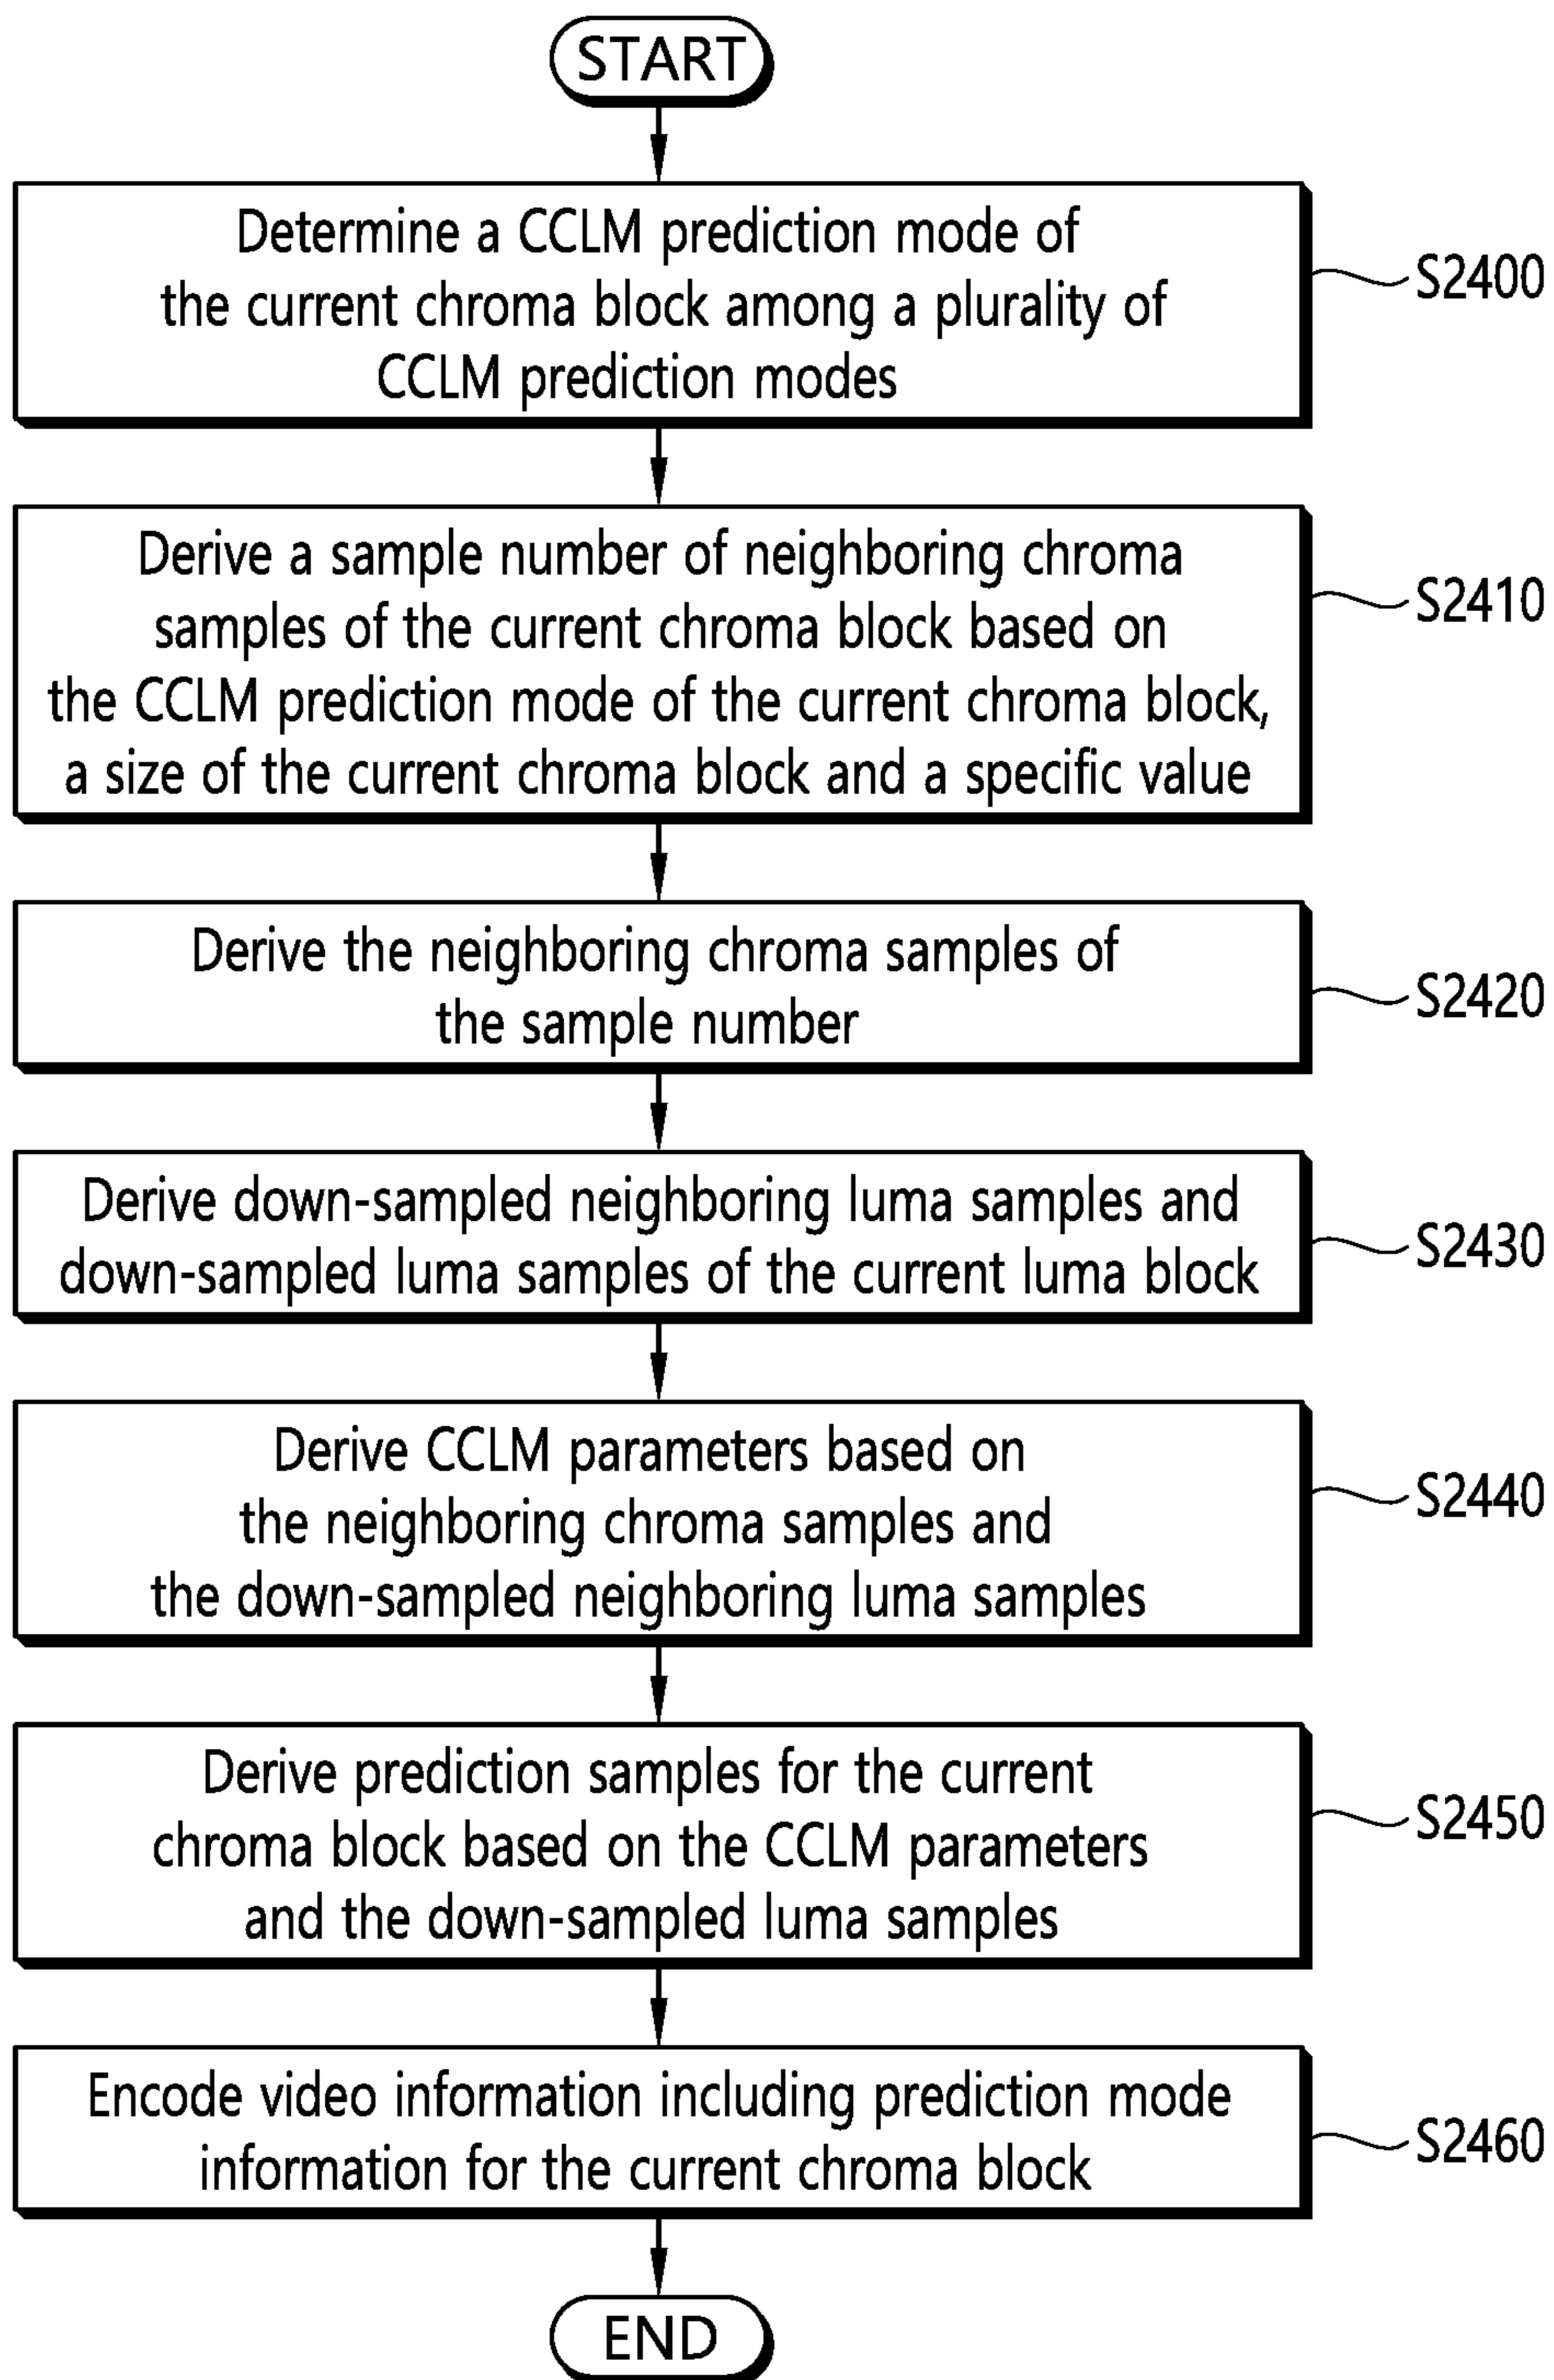 START
Determine a CCLM prediction mode of
the current chroma block among a plurality of
CCLM prediction modes
S2400
Derive a sample number of neighboring chroma
samples of the current chroma block based on
the CCLM prediction mode of the current chroma block,
a size of the current chroma block and a specific value
S2410
Derive the neighboring chroma samples of
the sample number
S2420
Derive down-sampled neighboring luma samples and
down-sampled luma samples of the current luma block
S2430
Derive CCLM parameters based on
the neighboring chroma samples and
the down-sampled neighboring luma samples
S2440
Derive prediction samples for the current
chroma block based on the CCLM parameters
and the down-sampled luma samples
S2450
Encode video information including prediction mode
information for the current chroma block
S2460
END